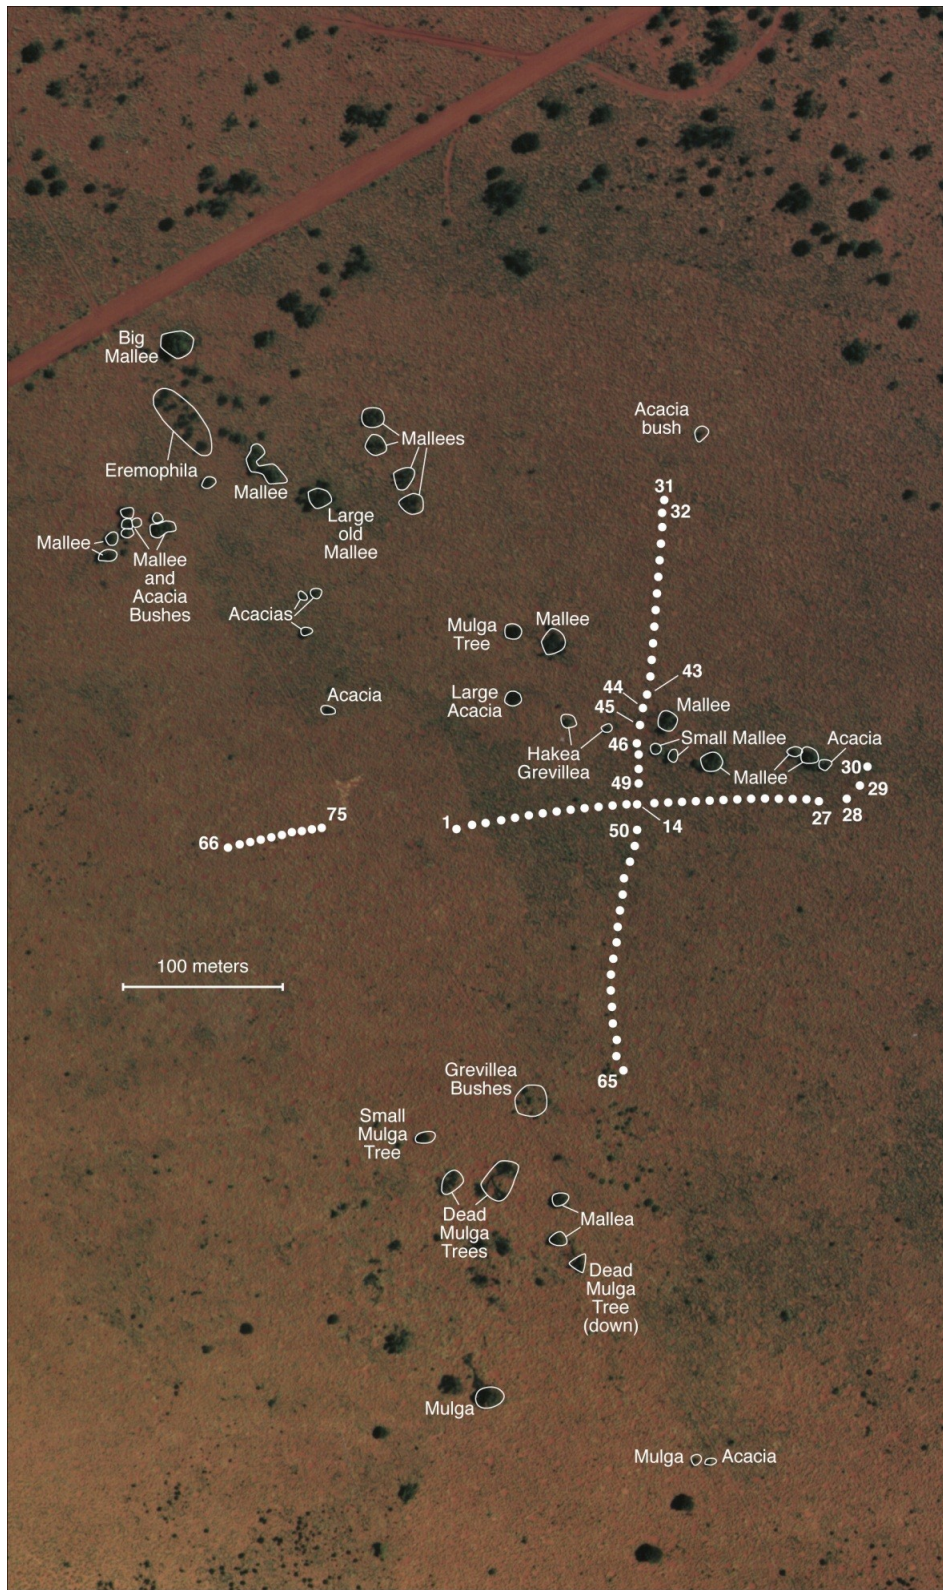 Big
Mallee
Acacia
bush
Mallees
Eremophila
Mallee
31
32
Large
old
Mallee
Mallee
Mallee
and
Acacia
Bushes
Acacias
Mulga
Tree
Mallee
43
44
Large
Acacia
Acacia
45
Mallee
46
Small Mallee
Acacia
Hakea
Grevillea
Mallee
30
49
29
75
1
27
28
66
50
14
100 meters
65
Grevillea
Bushes
Small
Mulga
Tree
Dead
Mulga
Trees
Mallea
Dead
Mulga
Tree
(down)
Mulga
Mulga
Acacia